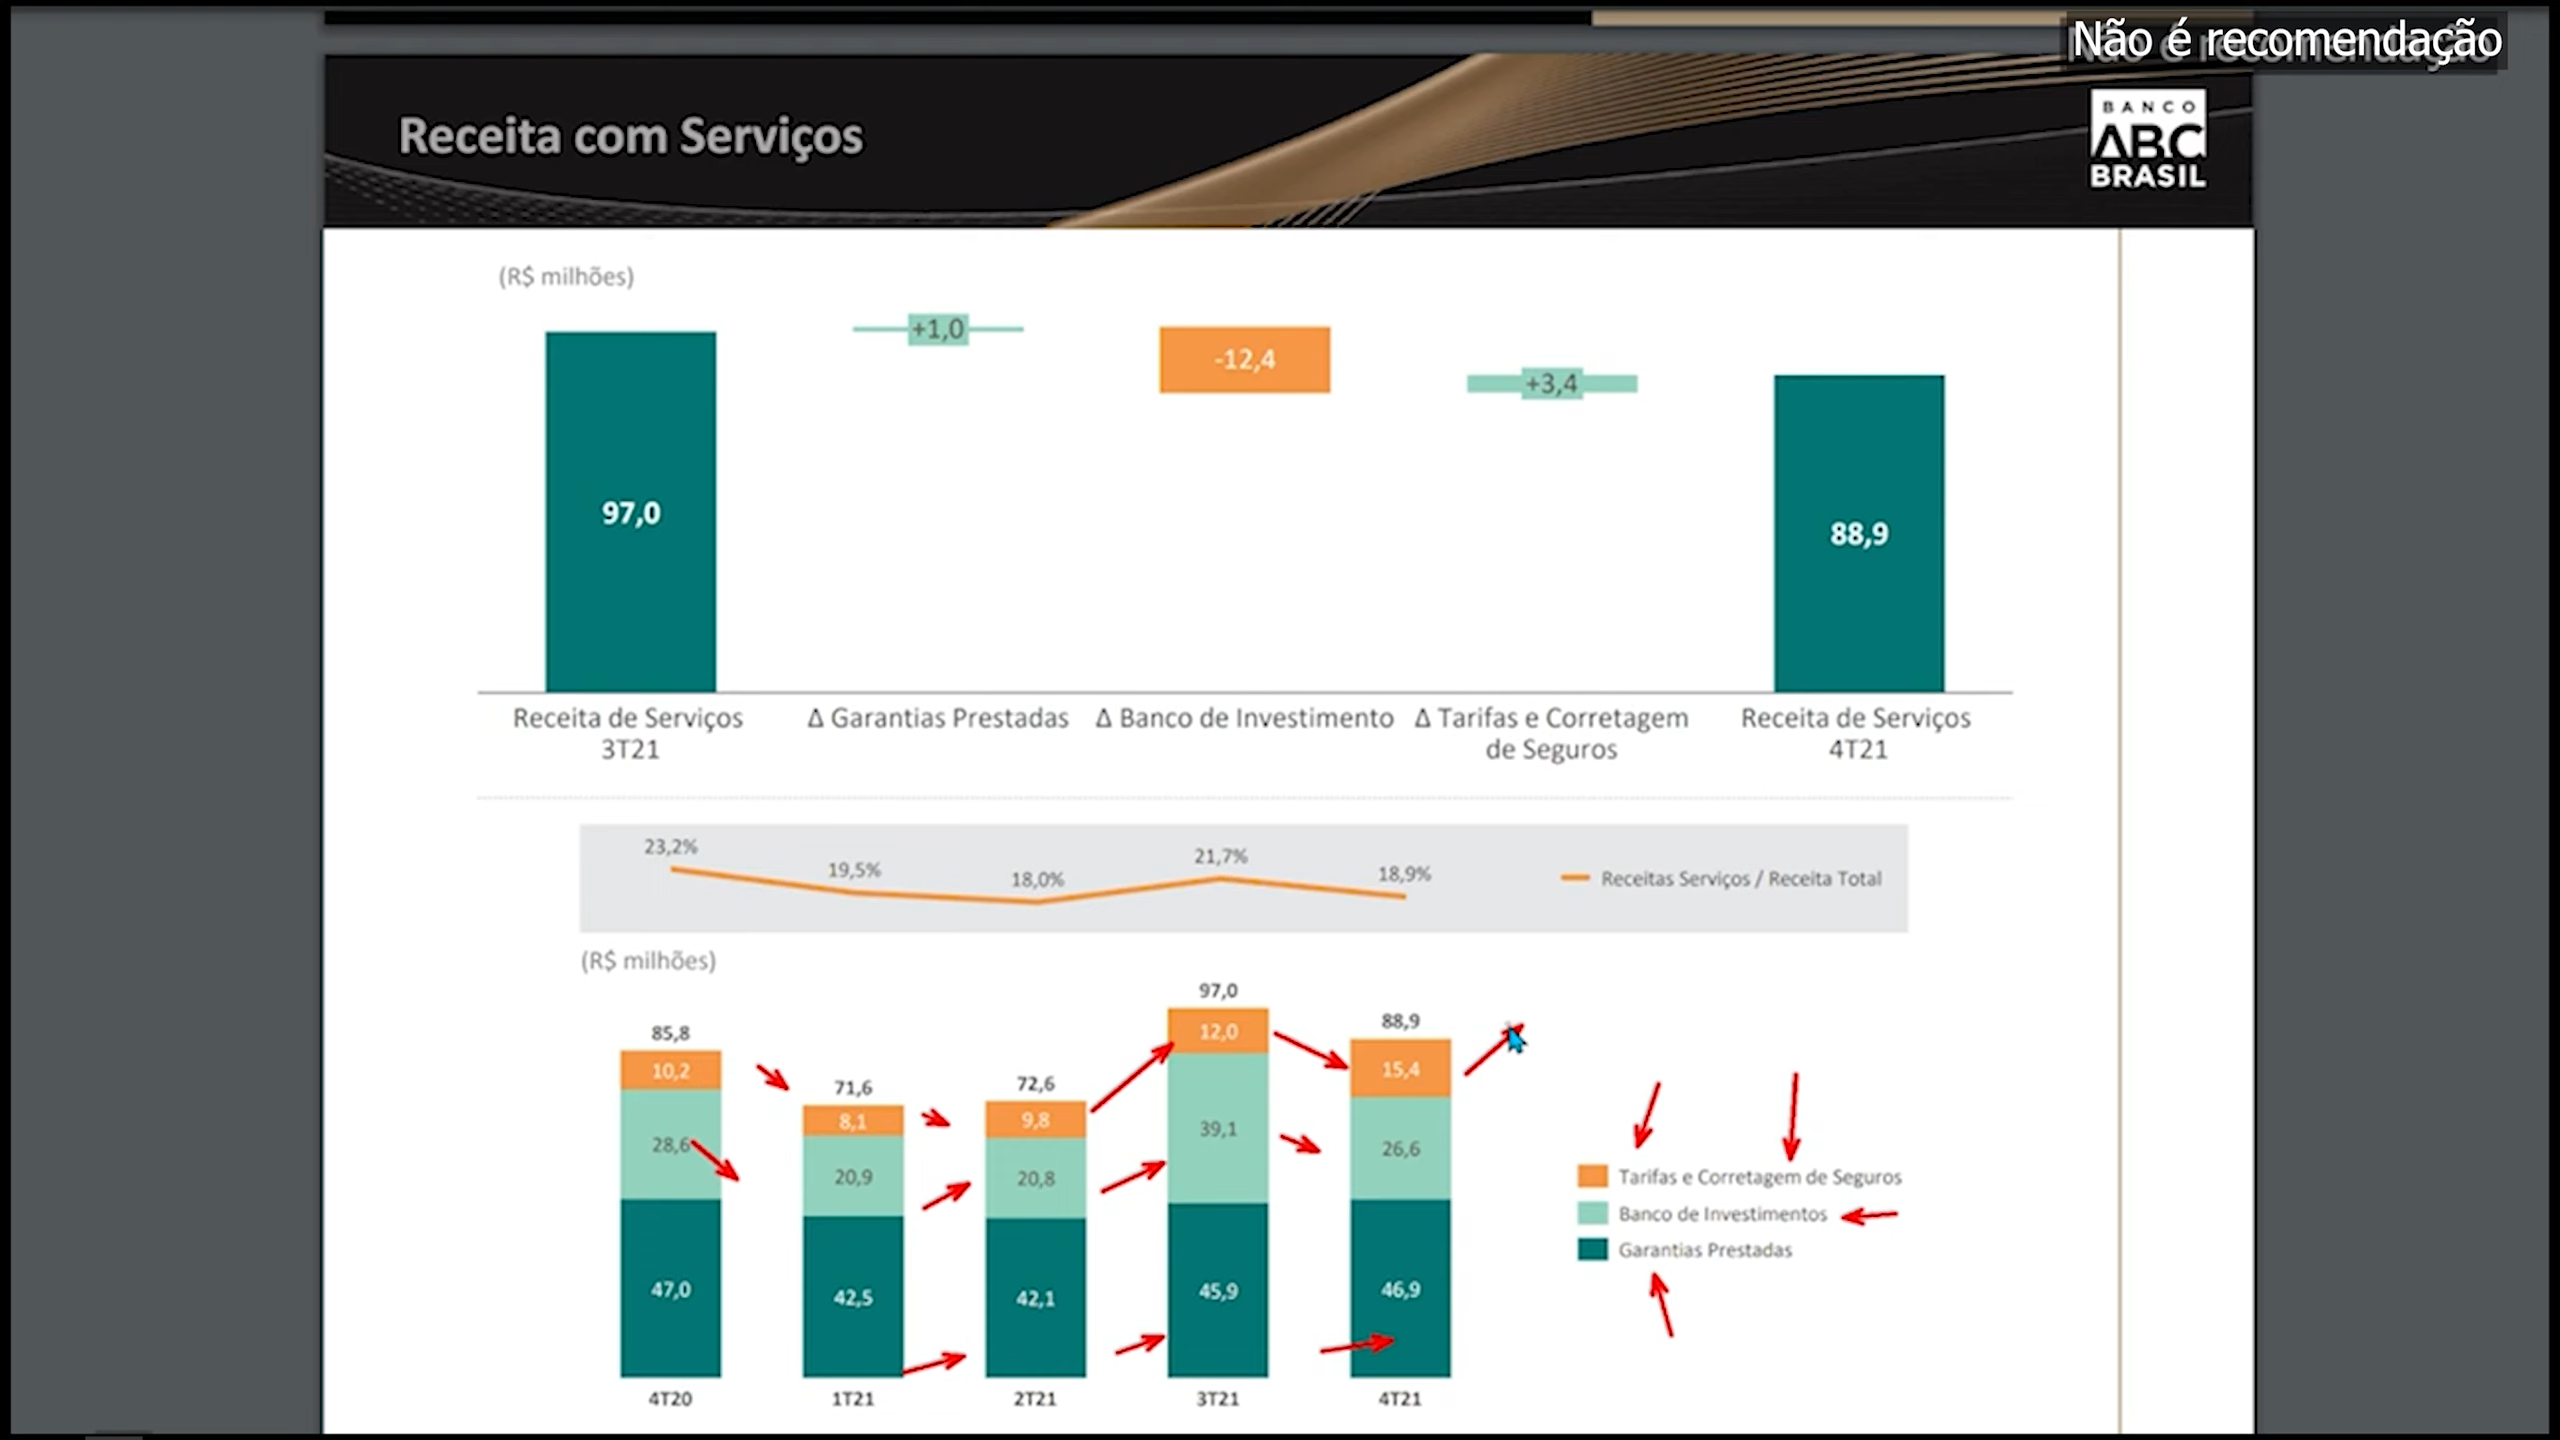 Não é recomendação
Receita com Serviços
BANCO
ABC
BRASIL
(R$ milhões)
+1,0
-12,4
+3,4
97,0
88,9
Receita de Serviços
3T21
Δ Garantias Prestadas
Δ Banco de Investimento
Δ Tarifas e Corretagem
de Seguros
Receita de Serviços
4T21
23,2%
19,5%
18,0%
21,7%
18,9%
Receitas Serviços / Receita Total
(R$ milhões)
85,8
10,2
28,6
47,0
71,6
8,1
20,9
42,5
72,6
9,8
20,8
42,1
97,0
12,0
39,1
45,9
88,9
15,4
26,6
46,9
Tarifas e Corretagem de Seguros
Banco de Investimentos
Garantias Prestadas
4T20
1T21
2T21
3T21
4T21